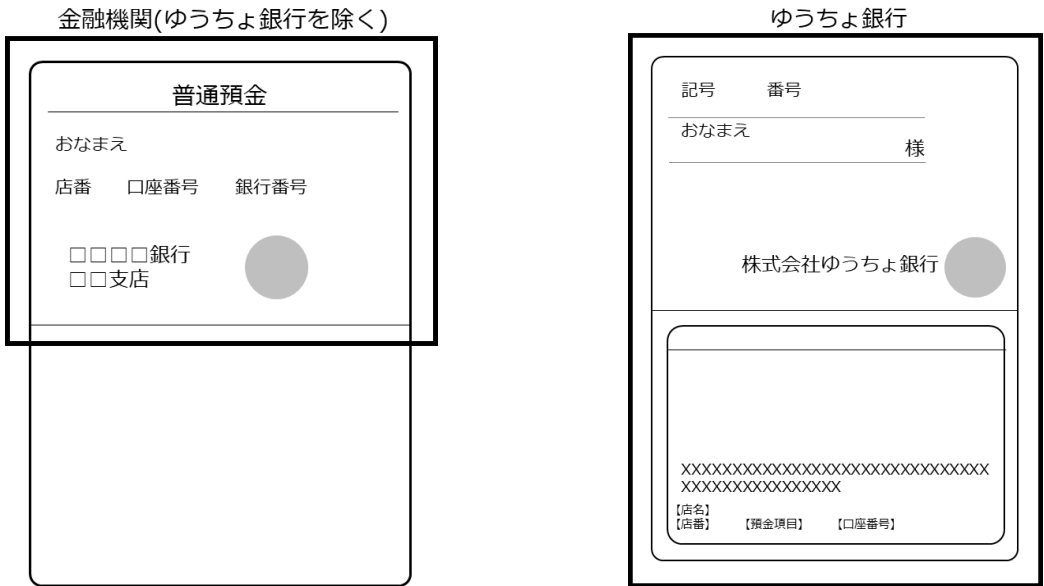 金融機関(ゆうちょ銀行を除く)
普通預金
おなまえ
店番 口座番号 銀行番号
□□□□銀行
□□支店
ゆうちょ銀行
記号 番号
おなまえ
様
株式会社ゆうちょ銀行
XXXXXXXXXXXXXXXXXXXXXXXXXXXXXXX
XXXXXXXXXXXXXXXX
【店名】
【店番】 【預金項目】 【口座番号】